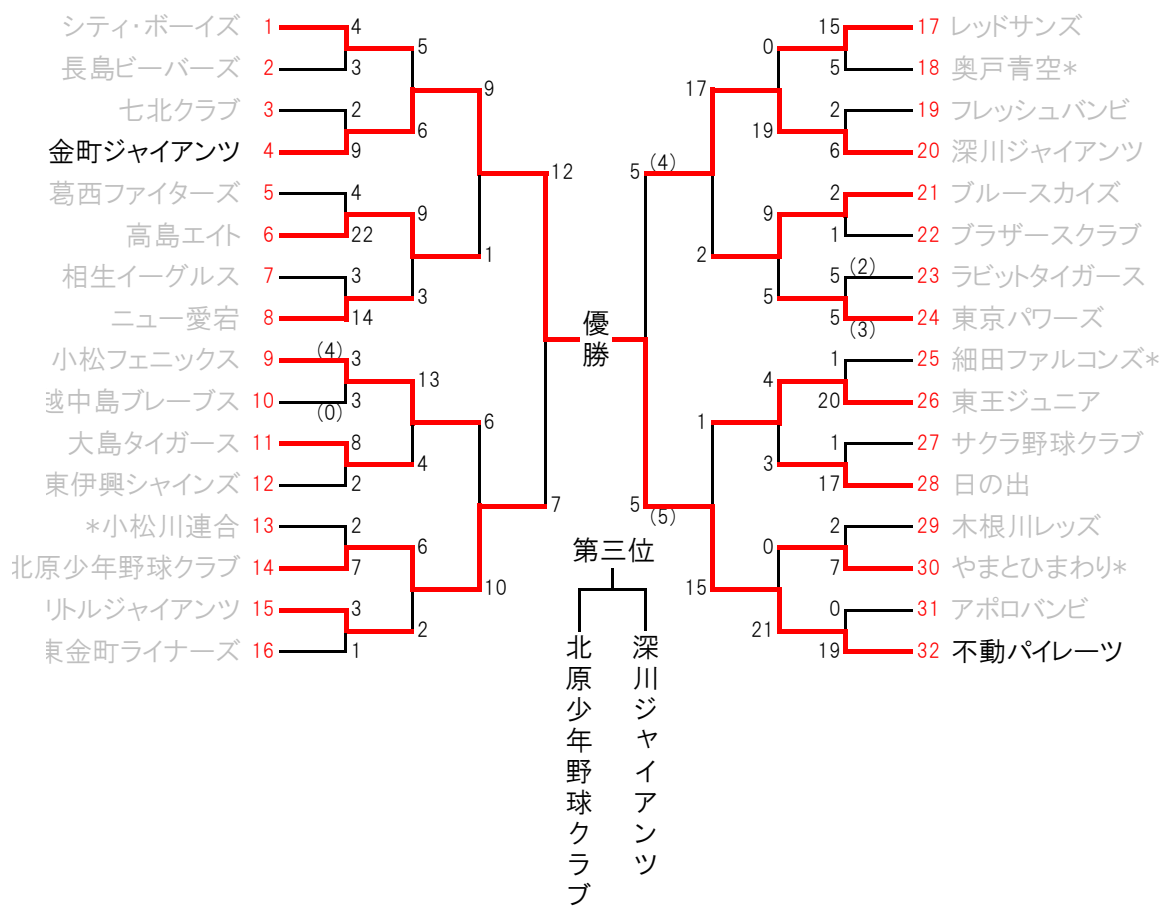 シティ・ボーイズ 1 4
5
長島ビーバーズ 2 3
9
七北クラブ 3 2
6
金町ジャイアンツ 4 9
12
葛西ファイターズ 5 4
9
高島エイト 6 22
1
相生イーグルス 7 3
3
ニュー愛宕 8 14
小松フェニックス 9 (4) 3
13
越中島ブレーブス 10 (0) 3
6
大島タイガース 11 8
4
東伊興シャインズ 12 2
7
*小松川連合 13 2
6
北原少年野球クラブ 14 7
10
リトルジャイアンツ 15 3
2
東金町ライナーズ 16 1
優勝
15 17 レッドサンズ
0
5 18 奥戸青空*
17
2 19 フレッシュバンビ
19
6 20 深川ジャイアンツ
5 (4)
2 21 ブルースカイズ
9
1 22 ブラザースクラブ
2
5 (2) 23 ラビットタイガース
5
5 (3) 24 東京パワーズ
1 25 細田ファルコンズ*
4
20 26 東王ジュニア
1
1 27 サクラ野球クラブ
3
17 28 日の出
5 (5)
2 29 木根川レッズ
0
7 30 やまとひまわり*
15
0 31 アポロバンビ
21
19 32 不動パイレーツ
第三位
北原少年野球クラブ
深川ジャイアンツ